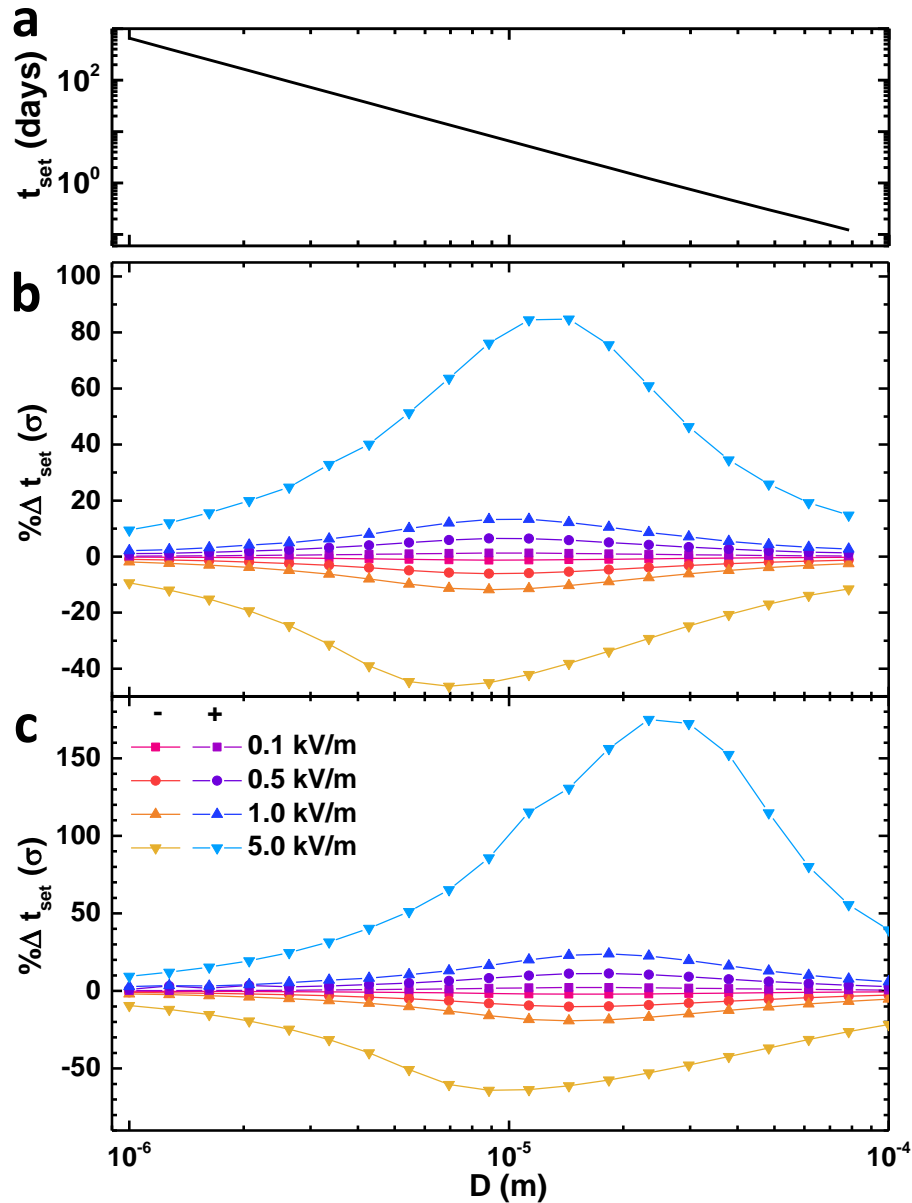 a
t_set (days)
10^2
10^0
b
%Δ t_set (σ)
100
80
60
40
20
0
-20
-40
c
%Δ t_set (σ)
- +
0.1 kV/m
0.5 kV/m
1.0 kV/m
5.0 kV/m
150
100
50
0
-50
10^-6 10^-5 10^-4
D (m)